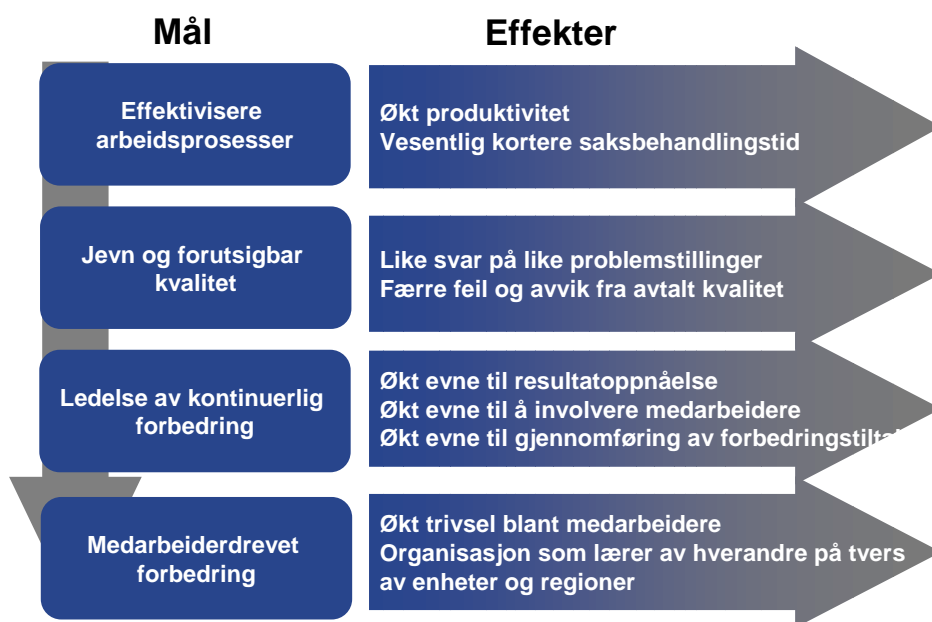 Mål
Effekter
Effektivisere
arbeidsprosesser
Økt produktivitet
Vesentlig kortere saksbehandlingstid
Jevn og forutsigbar
kvalitet
Like svar på like problemstillinger
Færre feil og avvik fra avtalt kvalitet
Ledelse av kontinuerlig
forbedring
Økt evne til resultatoppnåelse
Økt evne til å involvere medarbeidere
Økt evne til gjennomføring av forbedringstiltak
Medarbeiderdrevet
forbedring
Økt trivsel blant medarbeidere
Organisasjon som lærer av hverandre på tvers
av enheter og regioner